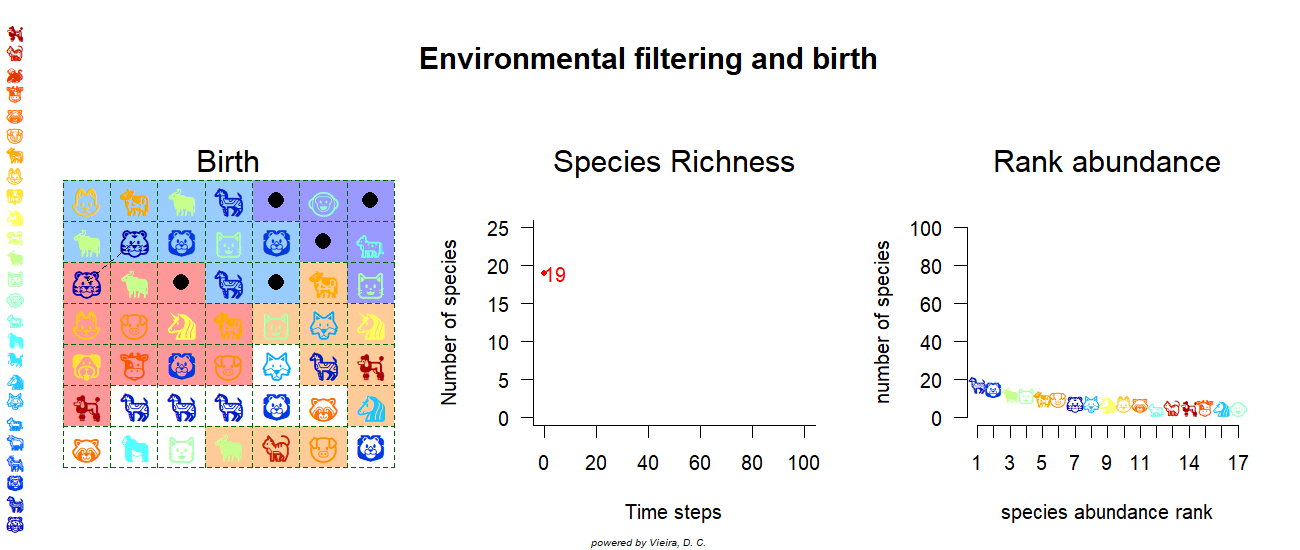 Environmental filtering and birth
Birth
Species Richness
Rank abundance
Number of species
25
20
15
10
5
0
19
0 20 40 60 80 100
Time steps
number of species
100
80
60
40
20
0
1 3 5 7 9 11 14 17
species abundance rank
powered by Vieira, D. C.